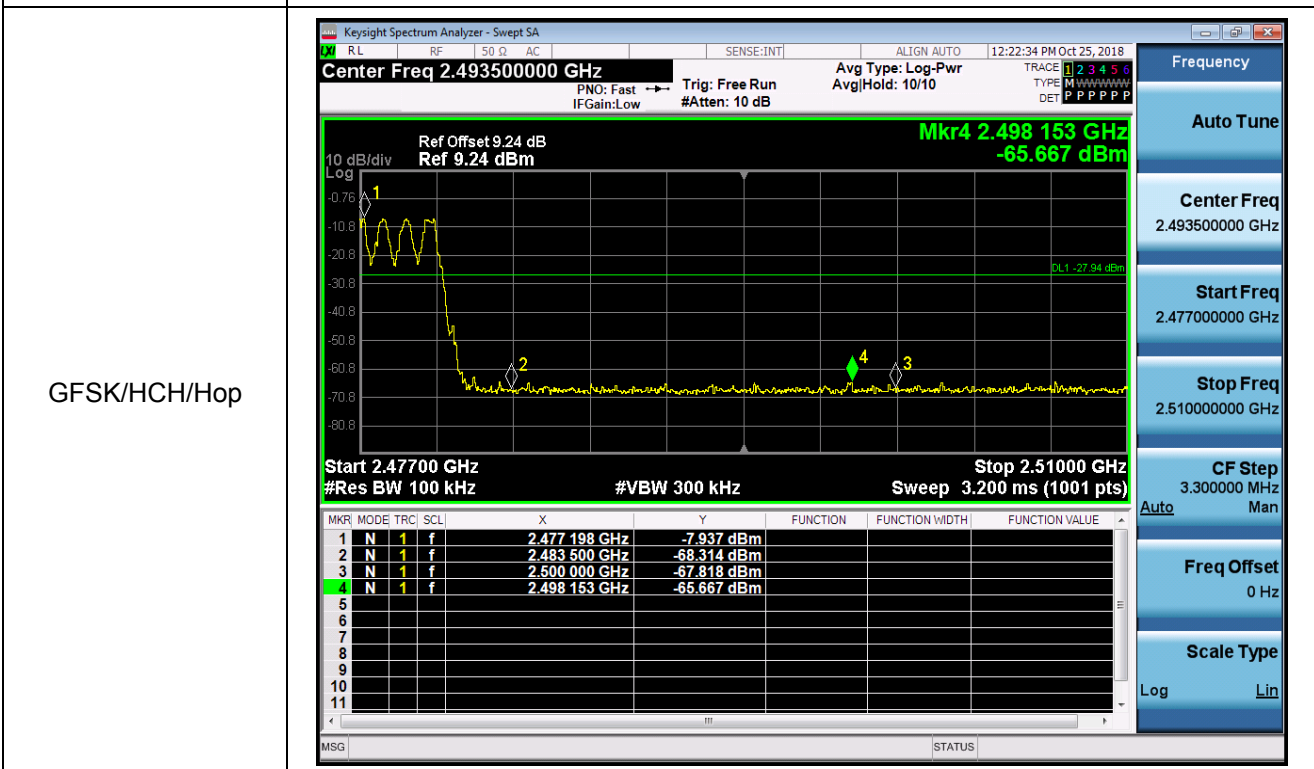 GFSK/HCH/Hop
Keysight Spectrum Analyzer - Swept SA
LXI RL RF 50 Ω AC SENSE:INT ALIGN AUTO 12:22:34 PM Oct 25, 2018
Center Freq 2.493500000 GHz
PNO: Fast
IFGain:Low
Trig: Free Run
#Atten: 10 dB
Avg Type: Log-Pwr
Avg|Hold: 10/10
TRACE 1 2 3 4 5 6
TYPE M WWWWW
DET P P P P P P
Mkr4 2.498 153 GHz
-65.667 dBm
Ref Offset 9.24 dB
10 dB/div Ref 9.24 dBm
Log
-0.76
-10.8
-20.8
-30.8
-40.8
-50.8
-60.8
-70.8
-80.8
1
2
4
3
DL1 -27.94 dBm
Start 2.47700 GHz Stop 2.51000 GHz
#Res BW 100 kHz #VBW 300 kHz Sweep 3.200 ms (1001 pts)
MKR MODE TRC SCL X Y FUNCTION FUNCTION WIDTH FUNCTION VALUE
1 N 1 f 2.477 198 GHz -7.937 dBm
2 N 1 f 2.483 500 GHz -68.314 dBm
3 N 1 f 2.500 000 GHz -67.818 dBm
4 N 1 f 2.498 153 GHz -65.667 dBm
5
6
7
8
9
10
11
MSG STATUS
Frequency
Auto Tune
Center Freq
2.493500000 GHz
Start Freq
2.477000000 GHz
Stop Freq
2.510000000 GHz
CF Step
3.300000 MHz
Auto Man
Freq Offset
0 Hz
Scale Type
Log Lin